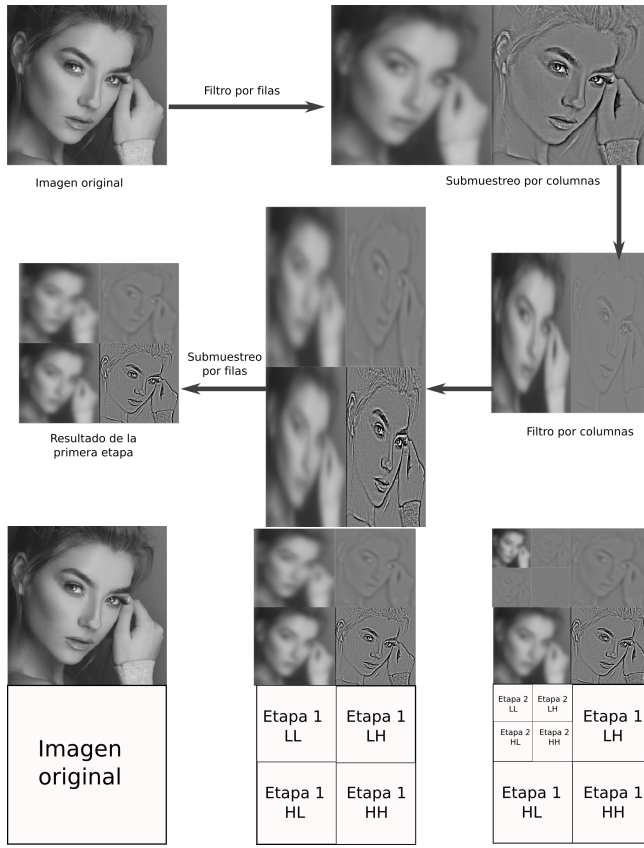 Filtro por filas
Imagen original
Submuestreo por columnas
Submuestreo
por filas
Resultado de la
primera etapa
Filtro por columnas
Imagen
original
Etapa 1
LL
Etapa 1
LH
Etapa 1
HL
Etapa 1
HH
Etapa 2
LL
Etapa 2
LH
Etapa 2
HL
Etapa 2
HH
Etapa 1
LH
Etapa 1
HL
Etapa 1
HH